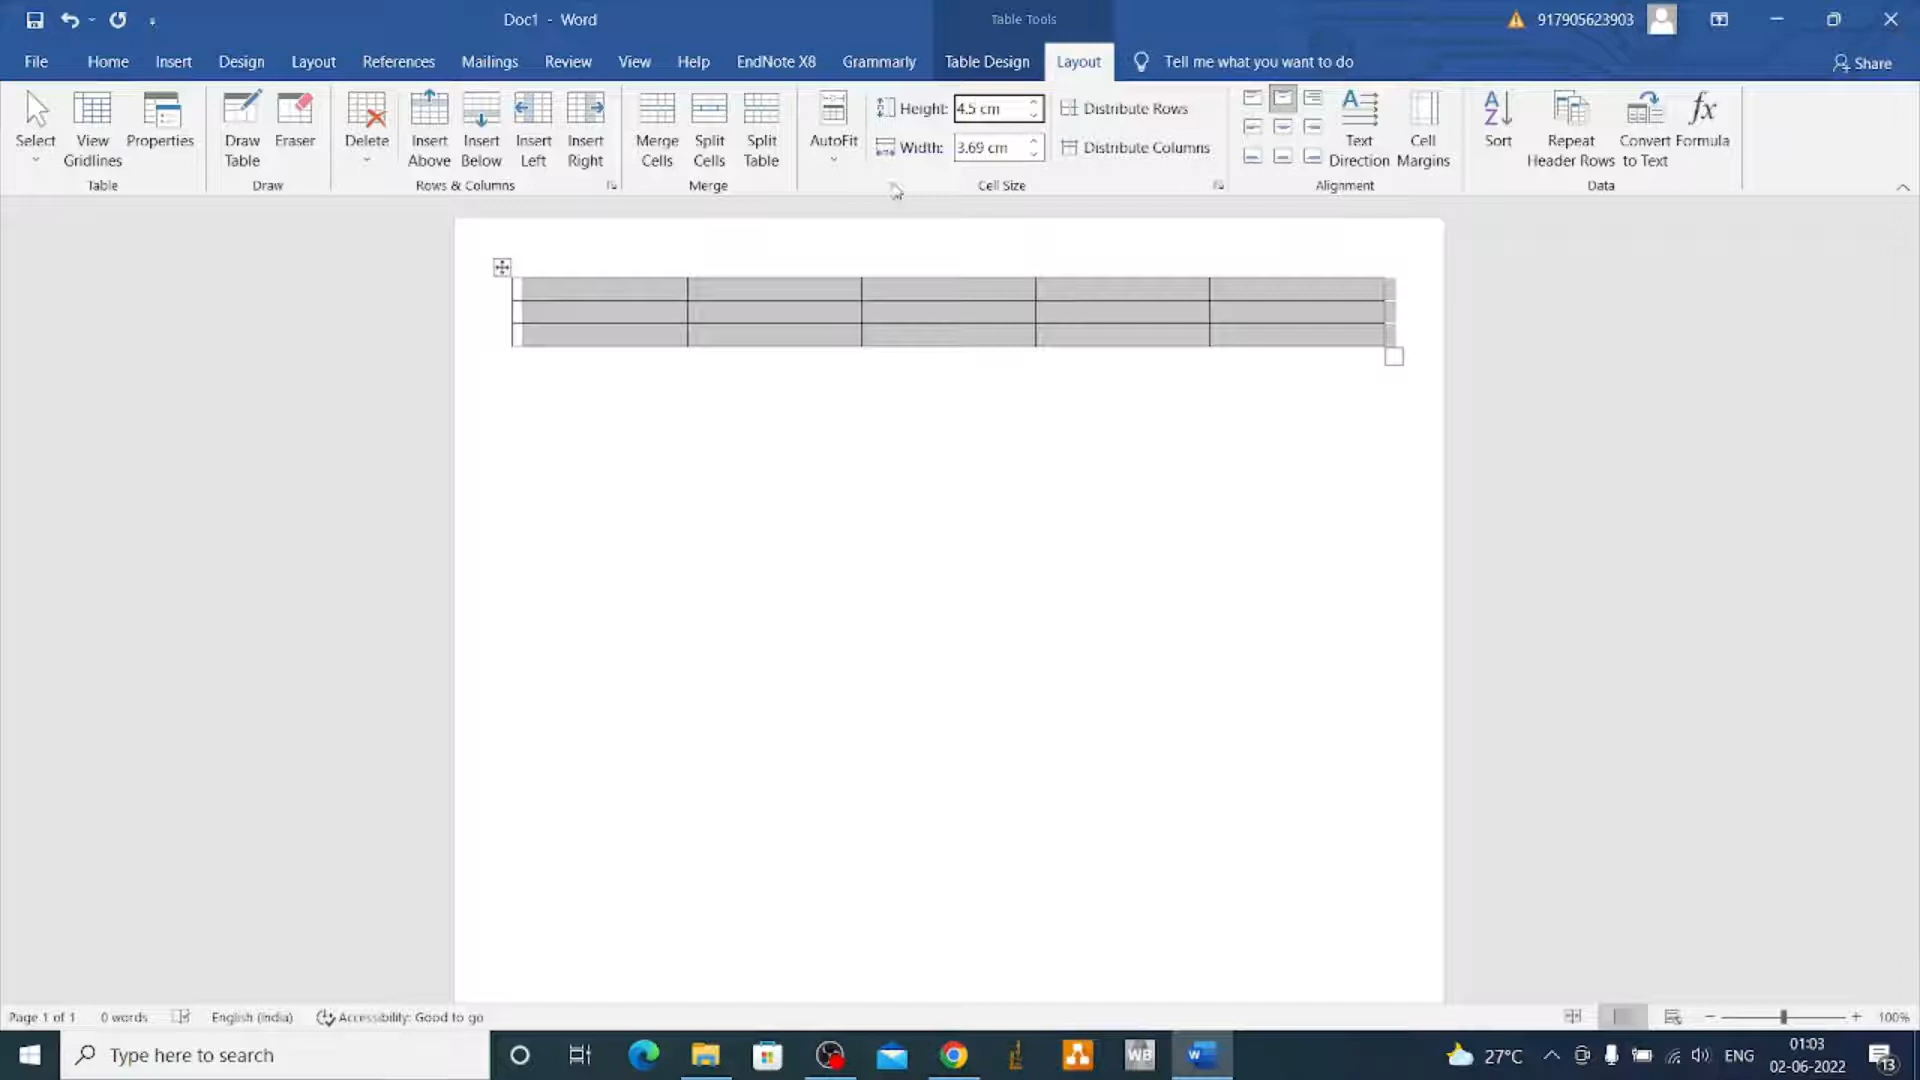 Doc1 - Word
Table Tools
917905623903
File Home Insert Design Layout References Mailings Review View Help EndNote X8 Grammarly Table Design Layout Tell me what you want to do Share
Select
View Gridlines
Properties
Table
Draw Table
Eraser
Draw
Delete
Insert Above
Insert Below
Insert Left
Insert Right
Rows & Columns
Merge Cells
Split Cells
Split Table
Merge
AutoFit
Height: 4.5 cm
Width: 3.69 cm
Distribute Rows
Distribute Columns
Cell Size
Text Direction
Cell Margins
Alignment
Sort
Repeat Header Rows
Convert to Text
fx
Formula
Data
Page 1 of 1 0 words English (India) Accessibility: Good to go 100%
Type here to search
WB
27°C
ENG
01:03
02-06-2022
13